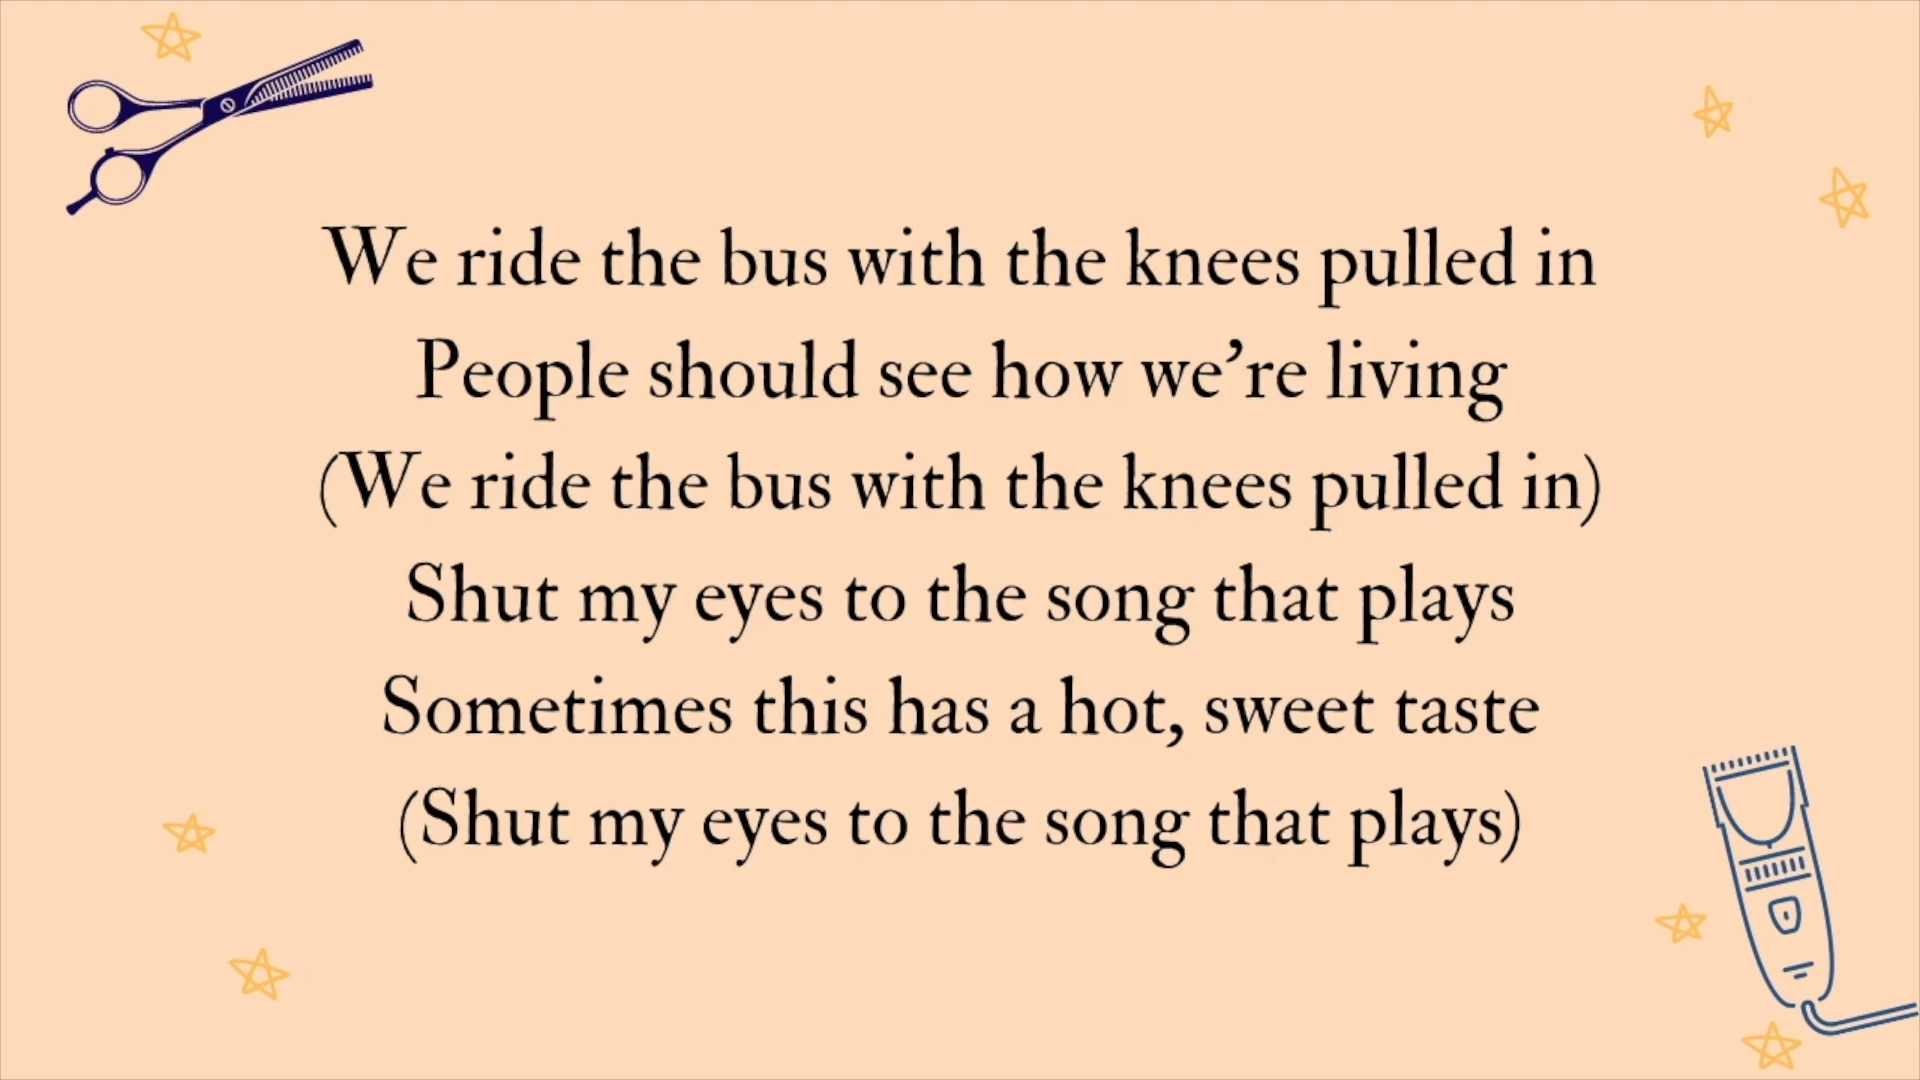 We ride the bus with the knees pulled in
People should see how we’re living
(We ride the bus with the knees pulled in)
Shut my eyes to the song that plays
Sometimes this has a hot, sweet taste
(Shut my eyes to the song that plays)